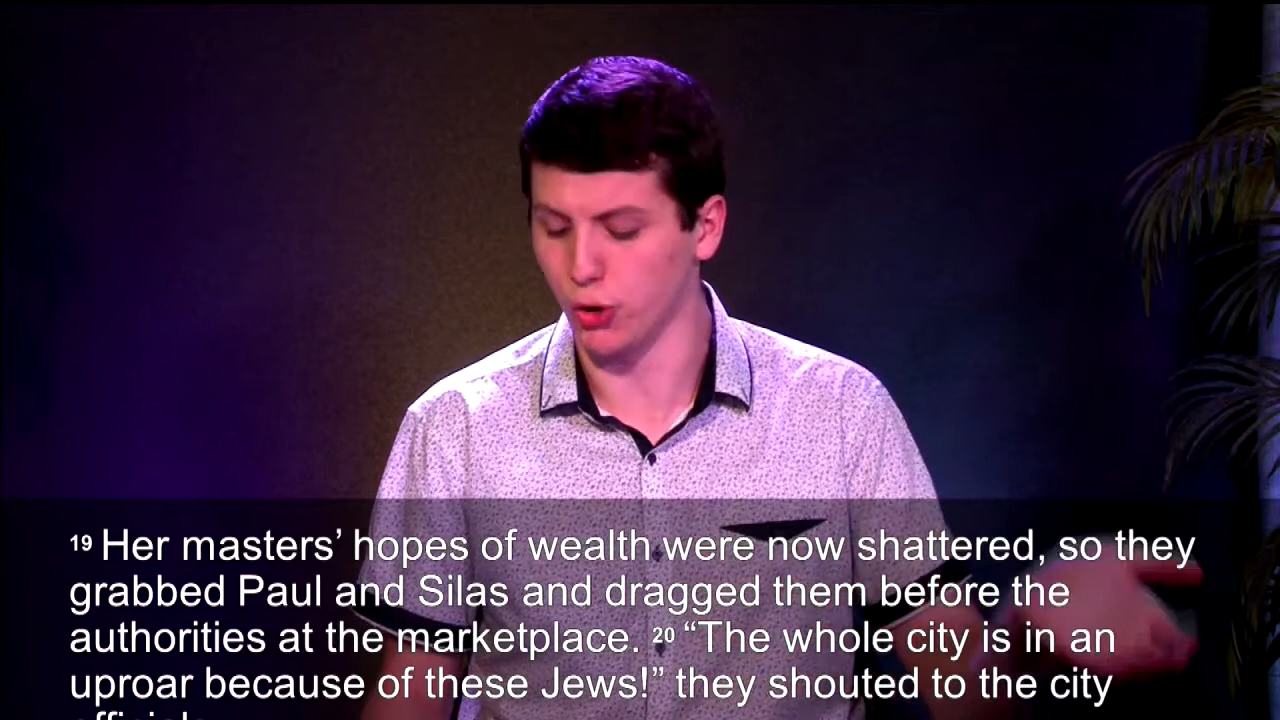 19 Her masters’ hopes of wealth were now shattered, so they
grabbed Paul and Silas and dragged them before the
authorities at the marketplace. 20 “The whole city is in an
uproar because of these Jews!” they shouted to the city